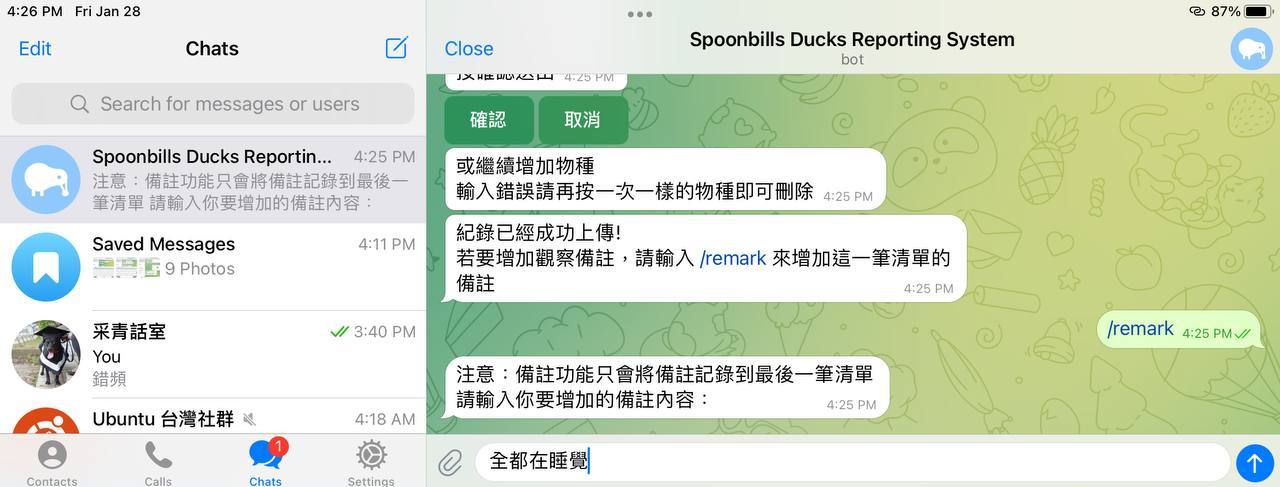 4:26 PM Fri Jan 28
87%
Edit
Chats
Search for messages or users
Spoonbills Ducks Reportin... 4:25 PM
注意：備註功能只會將備註記錄到最後一
筆清單 請輸入你要增加的備註內容：
Saved Messages 4:11 PM
9 Photos
采青話室 3:40 PM
You
錯頻
Ubuntu 台灣社群 4:18 AM
Contacts
Calls
1
Chats
Settings
Close
Spoonbills Ducks Reporting System
bot
按確認送出 4:25 PM
確認 取消
或繼續增加物種
輸入錯誤請再按一次一樣的物種即可刪除 4:25 PM
紀錄已經成功上傳!
若要增加觀察備註，請輸入 /remark 來增加這一筆清單的
備註 4:25 PM
/remark 4:25 PM
注意：備註功能只會將備註記錄到最後一筆清單
請輸入你要增加的備註內容： 4:25 PM
全都在睡覺